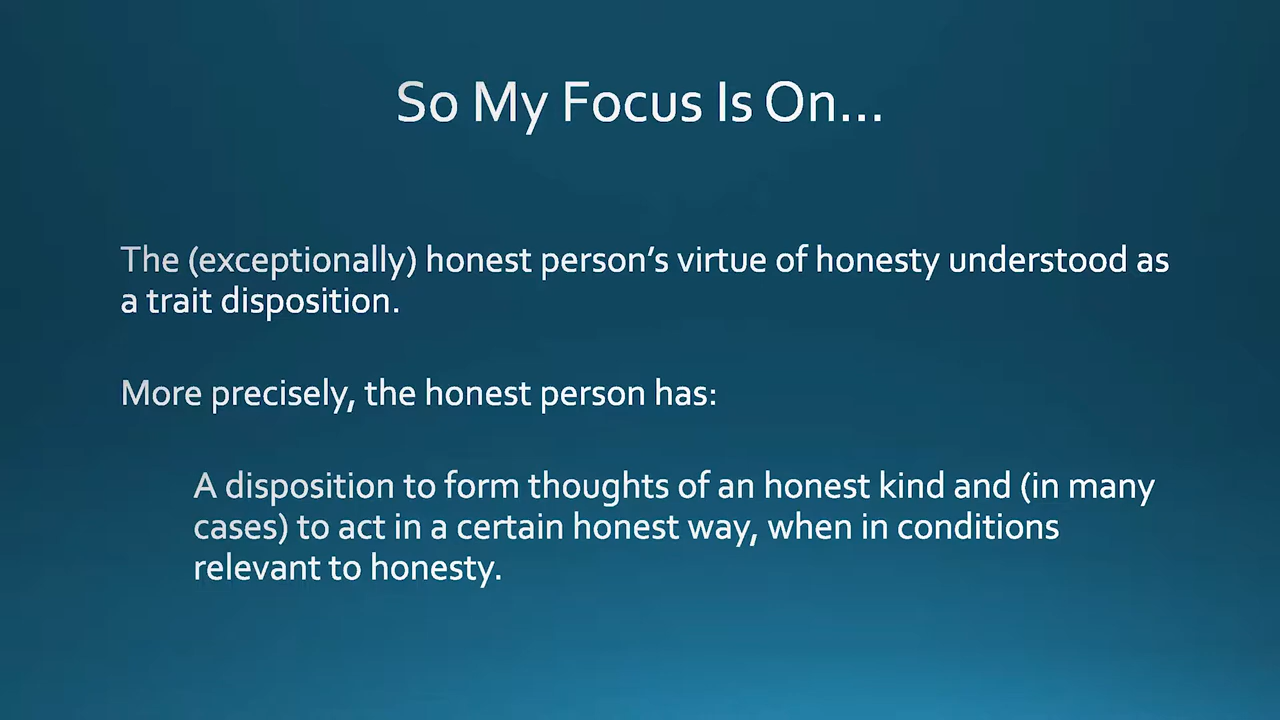 So My Focus Is On...
The (exceptionally) honest person’s virtue of honesty understood as
a trait disposition.
More precisely, the honest person has:
A disposition to form thoughts of an honest kind and (in many
cases) to act in a certain honest way, when in conditions
relevant to honesty.